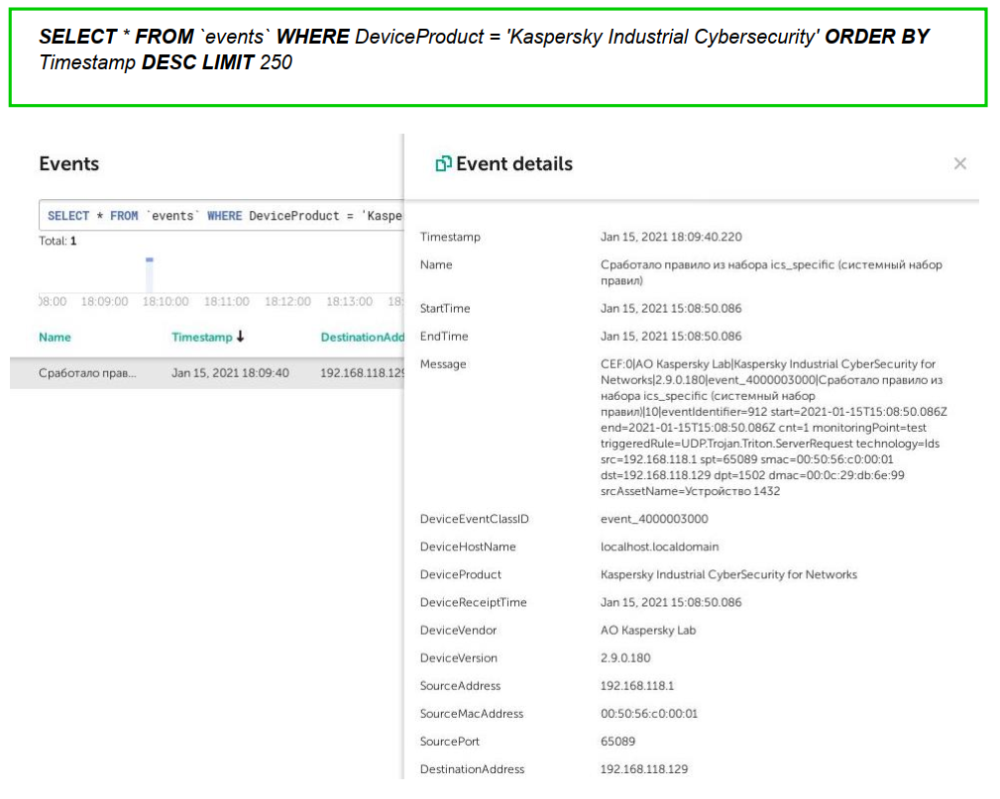 SELECT * FROM `events` WHERE DeviceProduct = 'Kaspersky Industrial Cybersecurity' ORDER BY
Timestamp DESC LIMIT 250
Events
SELECT * FROM `events` WHERE DeviceProduct = 'Kaspe
Total: 1
08:00 18:09:00 18:10:00 18:11:00 18:12:00 18:13:00 18:
Name Timestamp ↓ DestinationAdd
Сработало прав... Jan 15, 2021 18:09:40 192.168.118.129
Event details
Timestamp Jan 15, 2021 18:09:40.220
Name Сработало правило из набора ics_specific (системный набор
правил)
StartTime Jan 15, 2021 15:08:50.086
EndTime Jan 15, 2021 15:08:50.086
Message CEF:0|AO Kaspersky Lab|Kaspersky Industrial CyberSecurity for
Networks|2.9.0.180|event_4000003000|Сработало правило из
набора ics_specific (системный набор
правил)|10|eventIdentifier=912 start=2021-01-15T15:08:50.086Z
end=2021-01-15T15:08:50.086Z cnt=1 monitoringPoint=test
triggeredRule=UDP.Trojan.Triton.ServerRequest technology=Ids
src=192.168.118.1 spt=65089 smac=00:50:56:c0:00:01
dst=192.168.118.129 dpt=1502 dmac=00:0c:29:db:6e:99
srcAssetName=Устройство 1432
DeviceEventClassID event_4000003000
DeviceHostName localhost.localdomain
DeviceProduct Kaspersky Industrial CyberSecurity for Networks
DeviceReceiptTime Jan 15, 2021 15:08:50.086
DeviceVendor AO Kaspersky Lab
DeviceVersion 2.9.0.180
SourceAddress 192.168.118.1
SourceMacAddress 00:50:56:c0:00:01
SourcePort 65089
DestinationAddress 192.168.118.129